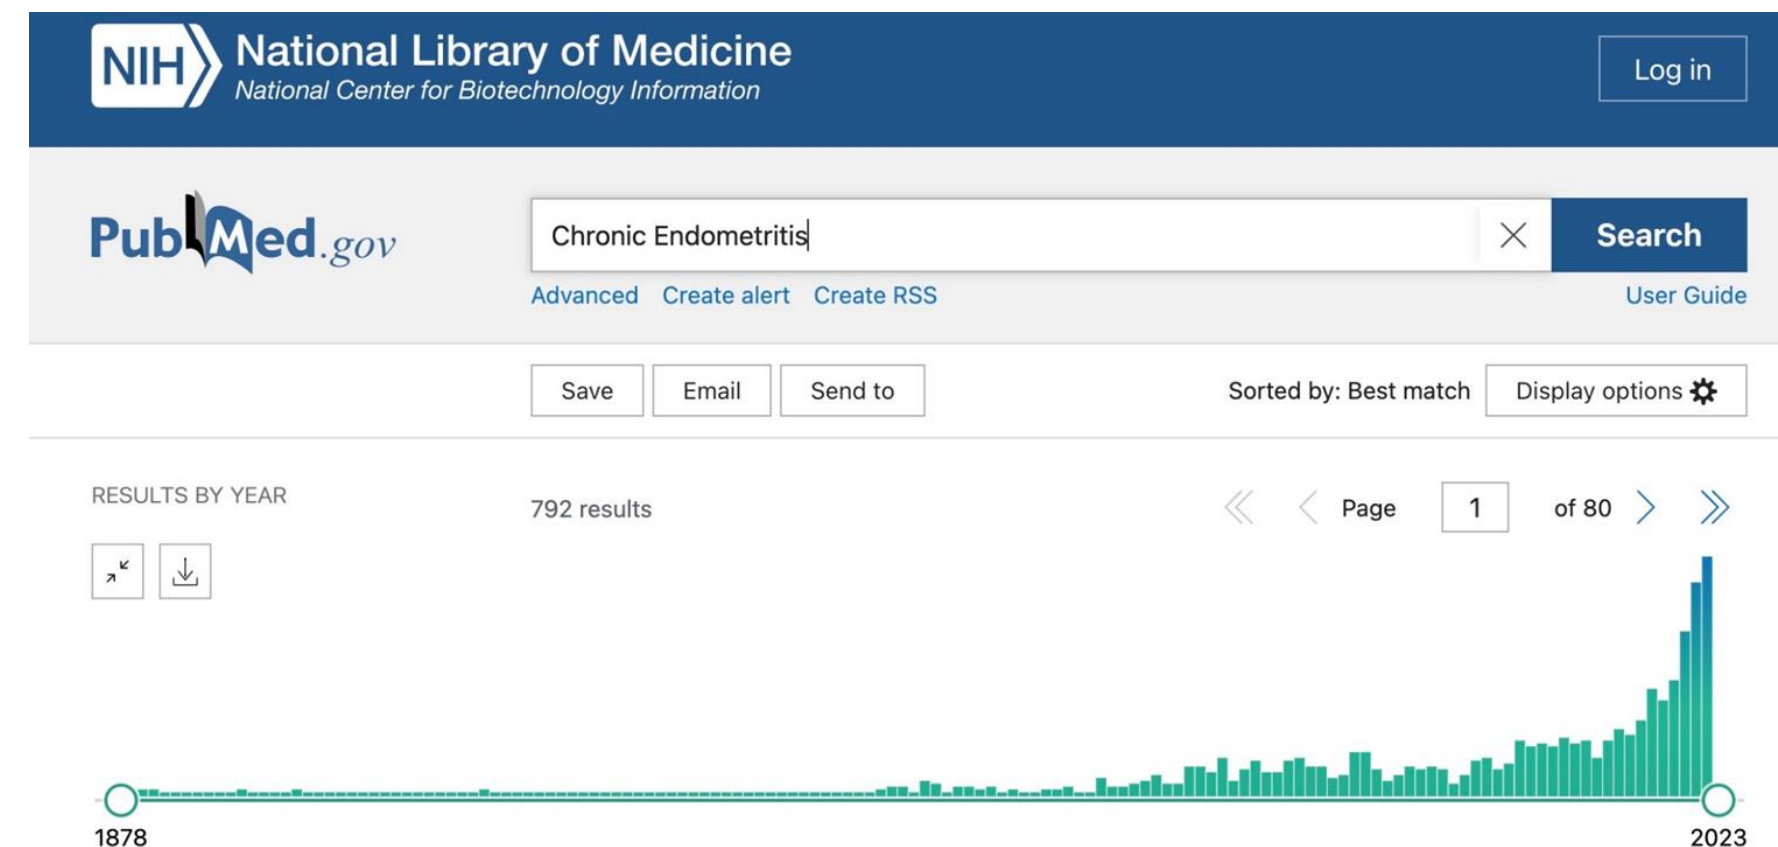 NIH National Library of Medicine
National Center for Biotechnology Information
Log in
PubMed.gov
Chronic Endometritis
Search
Advanced Create alert Create RSS
User Guide
Save Email Send to
Sorted by: Best match Display options
RESULTS BY YEAR
792 results
Page 1 of 80
1878
2023